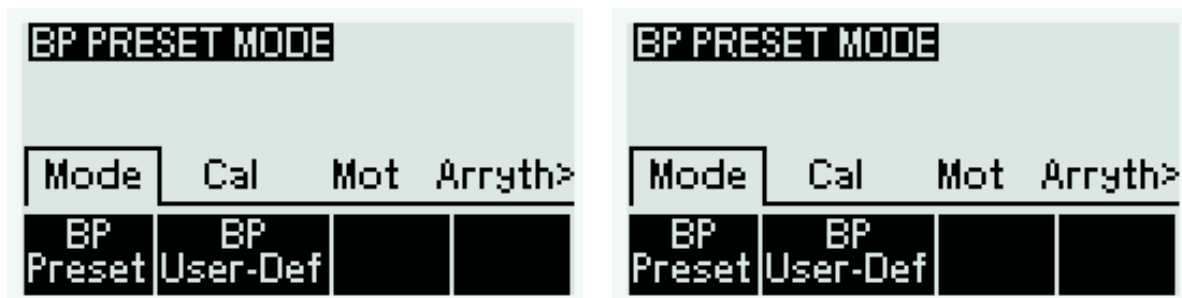 BP PRESET MODE
Mode Cal Mot Arryth>
BP BP
Preset User-Def
BP PRESET MODE
Mode Cal Mot Arryth>
BP BP
Preset User-Def